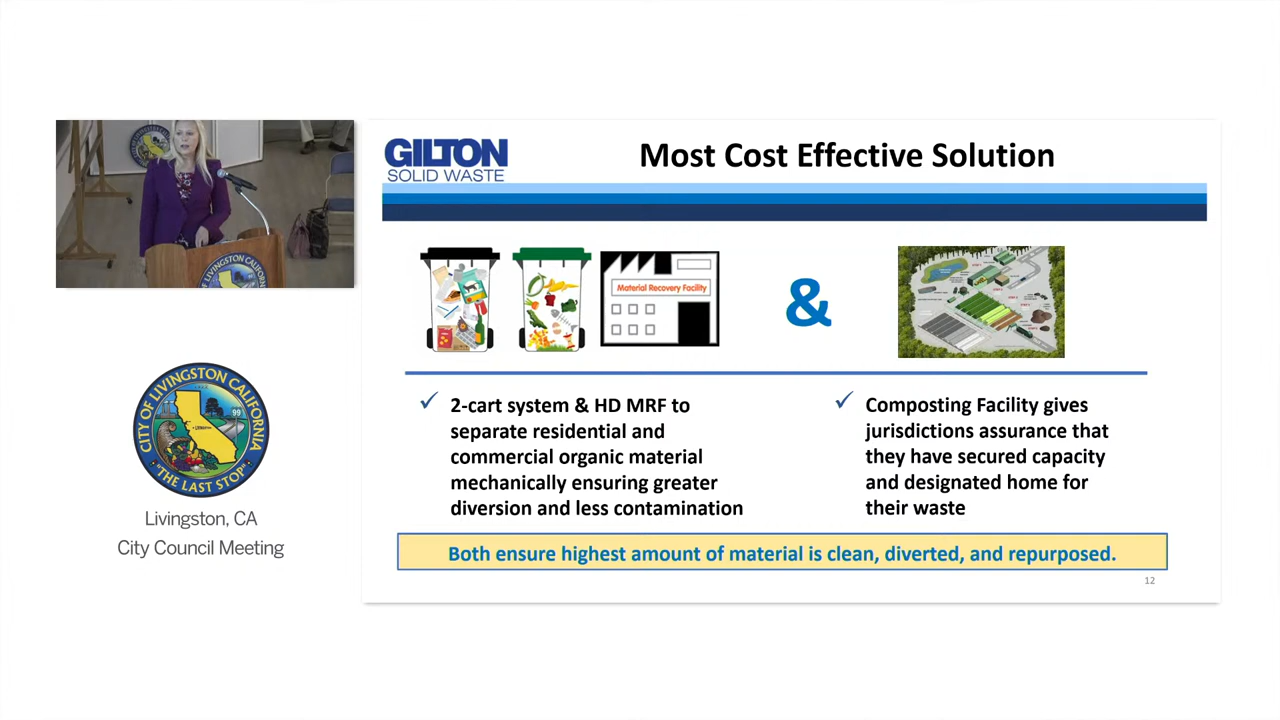 GILTON
SOLID WASTE
Most Cost Effective Solution
Material Recovery Facility
&
✓ 2-cart system & HD MRF to
separate residential and
commercial organic material
mechanically ensuring greater
diversion and less contamination
✓ Composting Facility gives
jurisdictions assurance that
they have secured capacity
and designated home for
their waste
Both ensure highest amount of material is clean, diverted, and repurposed.
12
CITY OF LIVINGSTON CALIFORNIA
99
"THE LAST STOP"
Livingston, CA
City Council Meeting
LIVINGSTON